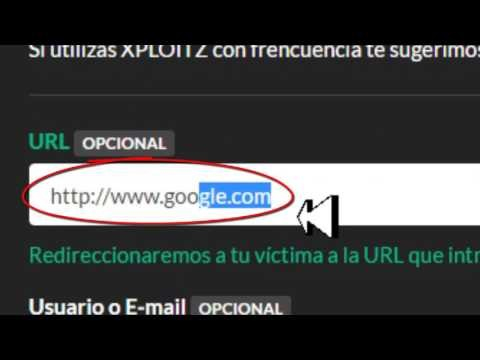 Si utilizas XPLOITZ con frencuencia te sugerimos
URL OPCIONAL
http://www.google.com
Redireccionaremos a tu víctima a la URL que
Usuario o E-mail OPCIONAL